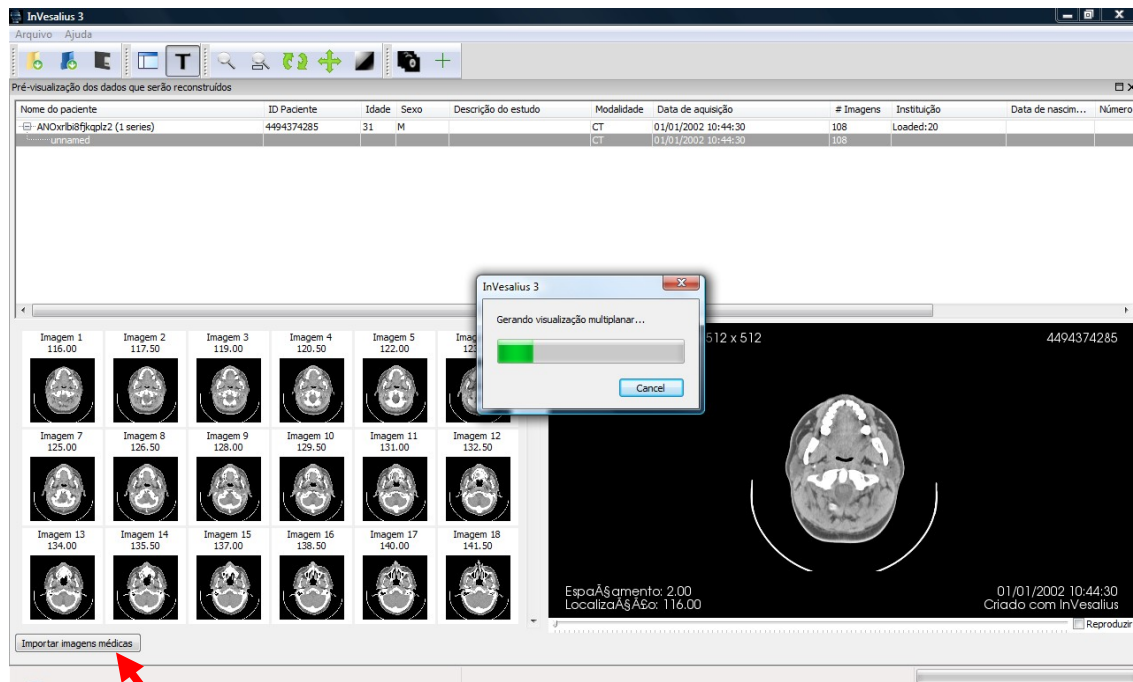 InVesalius 3
Arquivo Ajuda
T
Pré-visualização dos dados que serão reconstruídos
Nome do paciente ID Paciente Idade Sexo Descrição do estudo Modalidade Data de aquisição # Imagens Instituição Data de nascim... Número
ANOxrlbi8fjkqplz2 (1 series) 4494374285 31 M CT 01/01/2002 10:44:30 108 Loaded:20
unnamed CT 01/01/2002 10:44:30 108
InVesalius 3
Gerando visualização multiplanar...
Cancel
Imagem 1 Imagem 2 Imagem 3 Imagem 4 Imagem 5
116.00 117.50 119.00 120.50 122.00
Imagem 7 Imagem 8 Imagem 9 Imagem 10 Imagem 11 Imagem 12
125.00 126.50 128.00 129.50 131.00 132.50
Imagem 13 Imagem 14 Imagem 15 Imagem 16 Imagem 17 Imagem 18
134.00 135.50 137.00 138.50 140.00 141.50
512 x 512 4494374285
EspaÃ§amento: 2.00 01/01/2002 10:44:30
LocalizaÃ§Ã£o: 116.00 Criado com InVesalius
Reproduzir
Importar imagens médicas